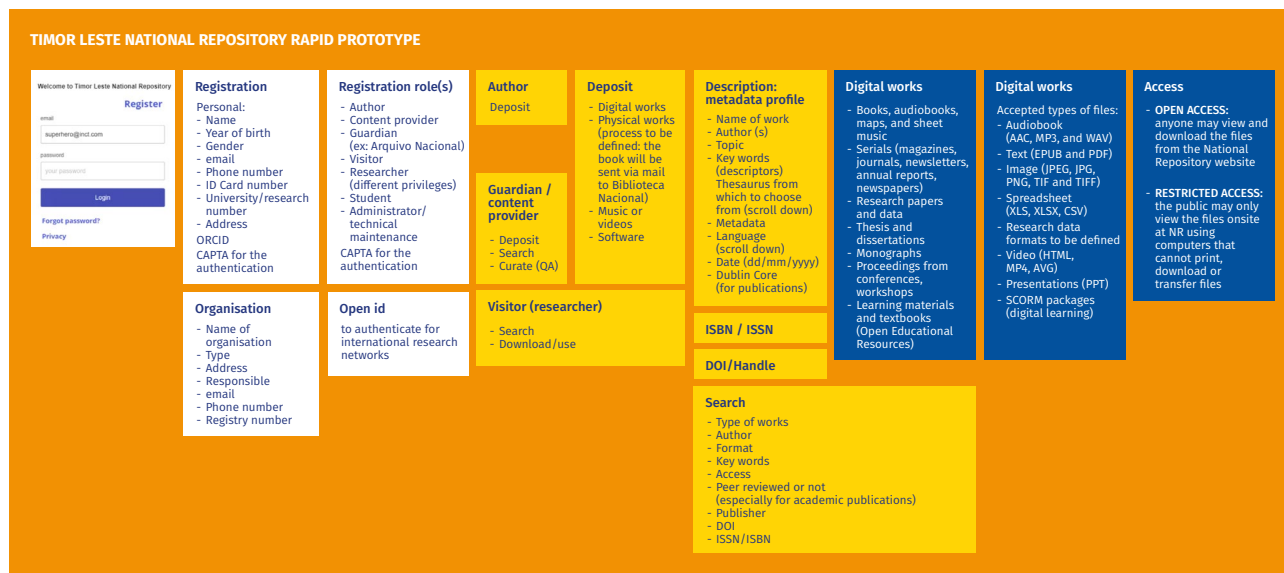 TIMOR LESTE NATIONAL REPOSITORY RAPID PROTOTYPE
Welcome to Timor Leste National Repository
Register
email
superhero@inct.com
password
your password
Login
Forgot password?
Privacy
Registration
Personal:
- Name
- Year of birth
- Gender
- email
- Phone number
- ID Card number
- University/research
number
- Address
ORCID
CAPTA for the
authentication
Organisation
- Name of
organisation
- Type
- Address
- Responsible
- email
- Phone number
- Registry number
Registration role(s)
- Author
- Content provider
- Guardian
(ex: Arquivo Nacional)
- Visitor
- Researcher
(different privileges)
- Student
- Administrator/
technical
maintenance
CAPTA for the
authentication
Open id
to authenticate for
international research
networks
Author
Deposit
Guardian /
content
provider
- Deposit
- Search
- Curate (QA)
Deposit
- Digital works
- Physical works
(process to be
defined: the
book will be
sent via mail
to Biblioteca
Nacional)
- Music or
videos
- Software
Visitor (researcher)
- Search
- Download/use
Description:
metadata profile
- Name of work
- Author (s)
- Topic
- Key words
(descriptors)
Thesaurus from
which to choose
from (scroll down)
- Metadata
- Language
(scroll down)
- Date (dd/mm/yyyy)
- Dublin Core
(for publications)
ISBN / ISSN
DOI/Handle
Search
- Type of works
- Author
- Format
- Key words
- Access
- Peer reviewed or not
(especially for academic publications)
- Publisher
- DOI
- ISSN/ISBN
Digital works
- Books, audiobooks,
maps, and sheet
music
- Serials (magazines,
journals, newsletters,
annual reports,
newspapers)
- Research papers
and data
- Thesis and
dissertations
- Monographs
- Proceedings from
conferences,
workshops
- Learning materials
and textbooks
(Open Educational
Resources)
Digital works
Accepted types of files:
- Audiobook
(AAC, MP3, and WAV)
- Text (EPUB and PDF)
- Image (JPEG, JPG,
PNG, TIF and TIFF)
- Spreadsheet
(XLS, XLSX, CSV)
- Research data
formats to be defined
- Video (HTML,
MP4, AVG)
- Presentations (PPT)
- SCORM packages
(digital learning)
Access
- OPEN ACCESS:
anyone may view and
download the files
from the National
Repository website
- RESTRICTED ACCESS:
the public may only
view the files onsite
at NR using
computers that
cannot print,
download or
transfer files